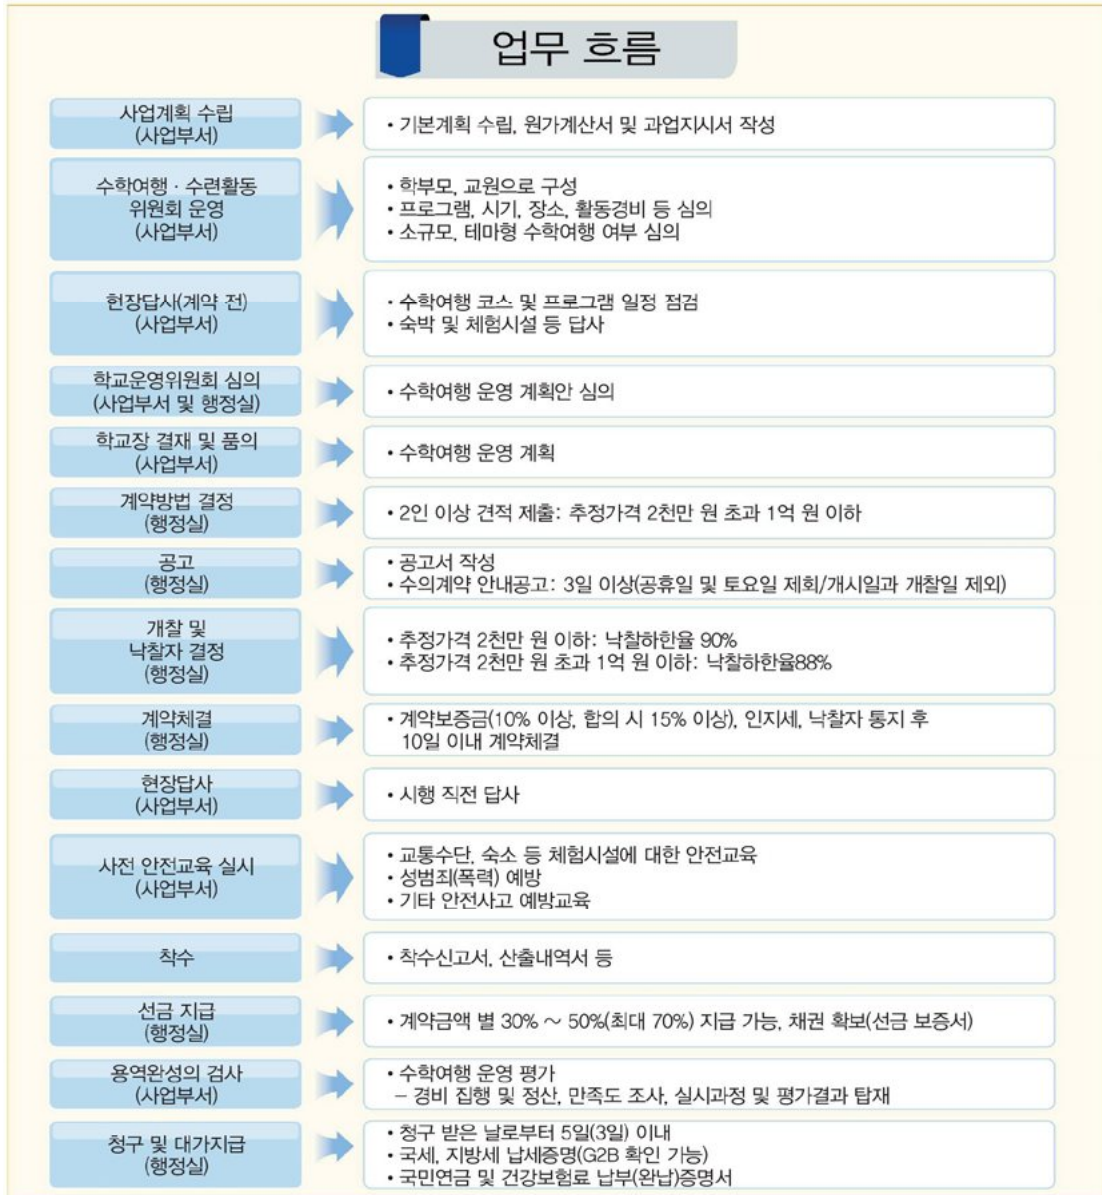 업무 흐름
사업계획 수립
(사업부서)
• 기본계획 수립, 원가계산서 및 과업지시서 작성
수학여행 · 수련활동
위원회 운영
(사업부서)
• 학부모, 교원으로 구성
• 프로그램, 시기, 장소, 활동경비 등 심의
• 소규모, 테마형 수학여행 여부 심의
현장답사(계약 전)
(사업부서)
• 수학여행 코스 및 프로그램 일정 점검
• 숙박 및 체험시설 등 답사
학교운영위원회 심의
(사업부서 및 행정실)
• 수학여행 운영 계획안 심의
학교장 결재 및 품의
(사업부서)
• 수학여행 운영 계획
계약방법 결정
(행정실)
• 2인 이상 견적 제출: 추정가격 2천만 원 초과 1억 원 이하
공고
(행정실)
• 공고서 작성
• 수의계약 안내공고: 3일 이상(공휴일 및 토요일 제회/개시일과 개찰일 제외)
개찰 및
낙찰자 결정
(행정실)
• 추정가격 2천만 원 이하: 낙찰하한율 90%
• 추정가격 2천만 원 초과 1억 원 이하: 낙찰하한율88%
계약체결
(행정실)
• 계약보증금(10% 이상, 합의 시 15% 이상), 인지세, 낙찰자 통지 후
10일 이내 계약체결
현장답사
(사업부서)
• 시행 직전 답사
사전 안전교육 실시
(사업부서)
• 교통수단, 숙소 등 체험시설에 대한 안전교육
• 성범죄(폭력) 예방
• 기타 안전사고 예방교육
착수
• 착수신고서, 산출내역서 등
선금 지급
(행정실)
• 계약금액 별 30% ～ 50%(최대 70%) 지급 가능, 채권 확보(선금 보증서)
용역완성의 검사
(사업부서)
• 수학여행 운영 평가
– 경비 집행 및 정산, 만족도 조사, 실시과정 및 평가결과 탑재
청구 및 대가지급
(행정실)
• 청구 받은 날로부터 5일(3일) 이내
• 국세, 지방세 납세증명(G2B 확인 가능)
• 국민연금 및 건강보험료 납부(완납)증명서